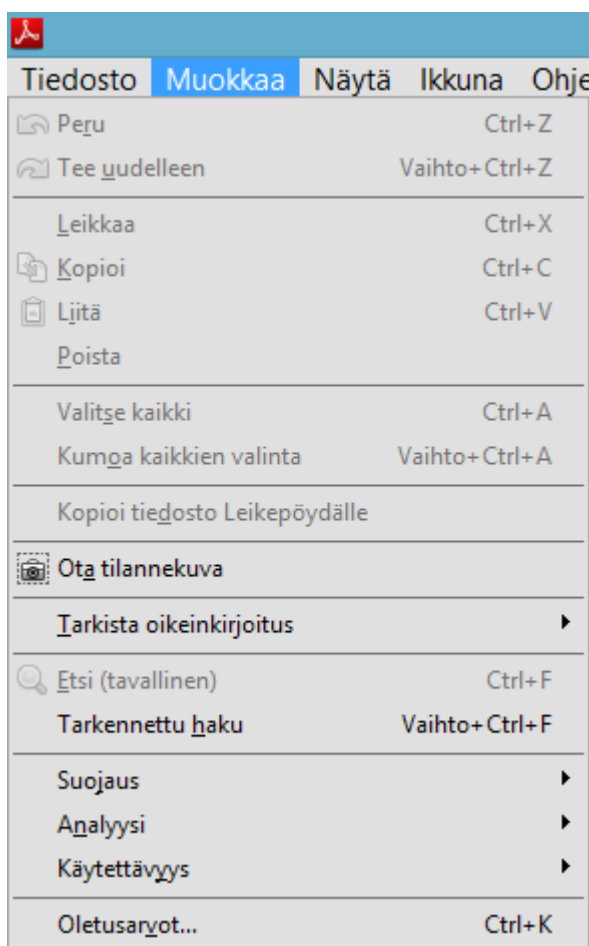 Tiedosto Muokkaa Näytä Ikkuna Ohje
Peru Ctrl+Z
Tee uudelleen Vaihto+Ctrl+Z
Leikkaa Ctrl+X
Kopioi Ctrl+C
Liitä Ctrl+V
Poista
Valitse kaikki Ctrl+A
Kumoa kaikkien valinta Vaihto+Ctrl+A
Kopioi tiedosto Leikepöydälle
Ota tilannekuva
Tarkista oikeinkirjoitus
Etsi (tavallinen) Ctrl+F
Tarkennettu haku Vaihto+Ctrl+F
Suojaus
Analyysi
Käytettävyys
Oletusarvot... Ctrl+K